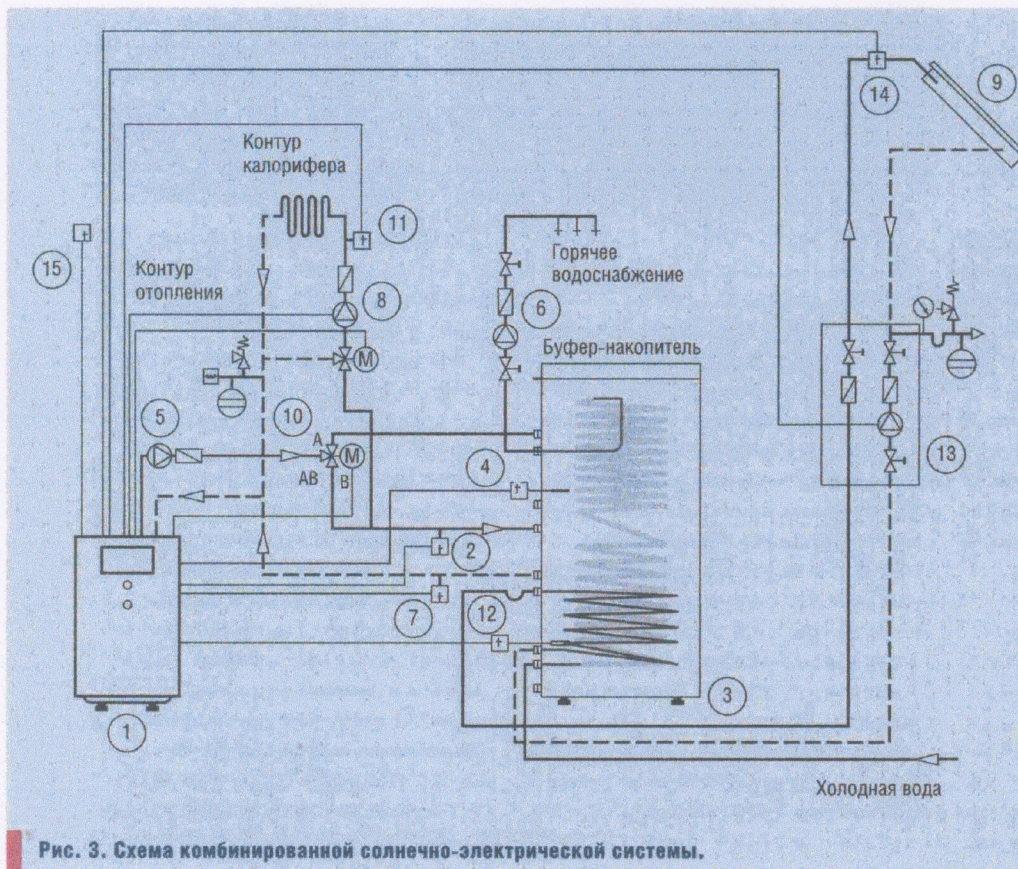 9
14
Контур
калорифера
11
15
Контур
отопления
8
M
Горячее
водоснабжение
6
Буфер-накопитель
5
10
A
M
AB
B
4
13
2
7
12
3
1
Холодная вода
Рис. 3. Схема комбинированной солнечно-электрической системы.